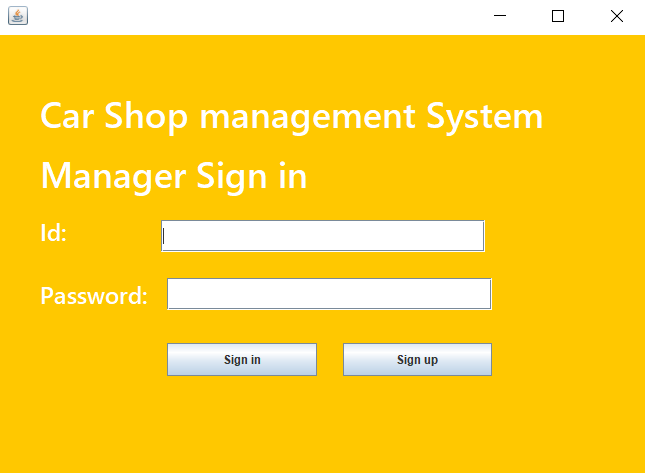 Car Shop management System
Manager Sign in
Id:
Password:
Sign in Sign up